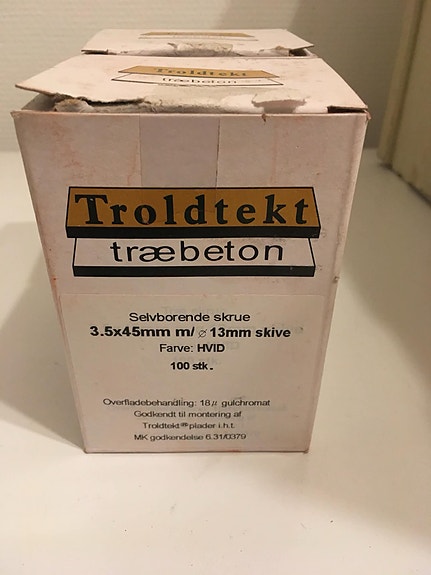 Troldtekt
træbeton
Troldtekt
træbeton
Selvborende skrue
3.5x45mm m/ ⌀ 13mm skive
Farve: HVID
100 stk.
Overfladebehandling: 18µ gulchromat
Godkendt til montering af
Troldtekt® plader i.h.t.
MK godkendelse 6.31/0379